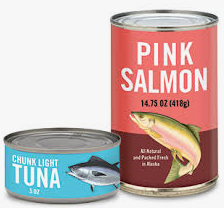 PINK
SALMON
14.75 OZ (418g)
All Natural
and Packed Fresh
in Alaska
CHUNK LIGHT
TUNA
5 OZ